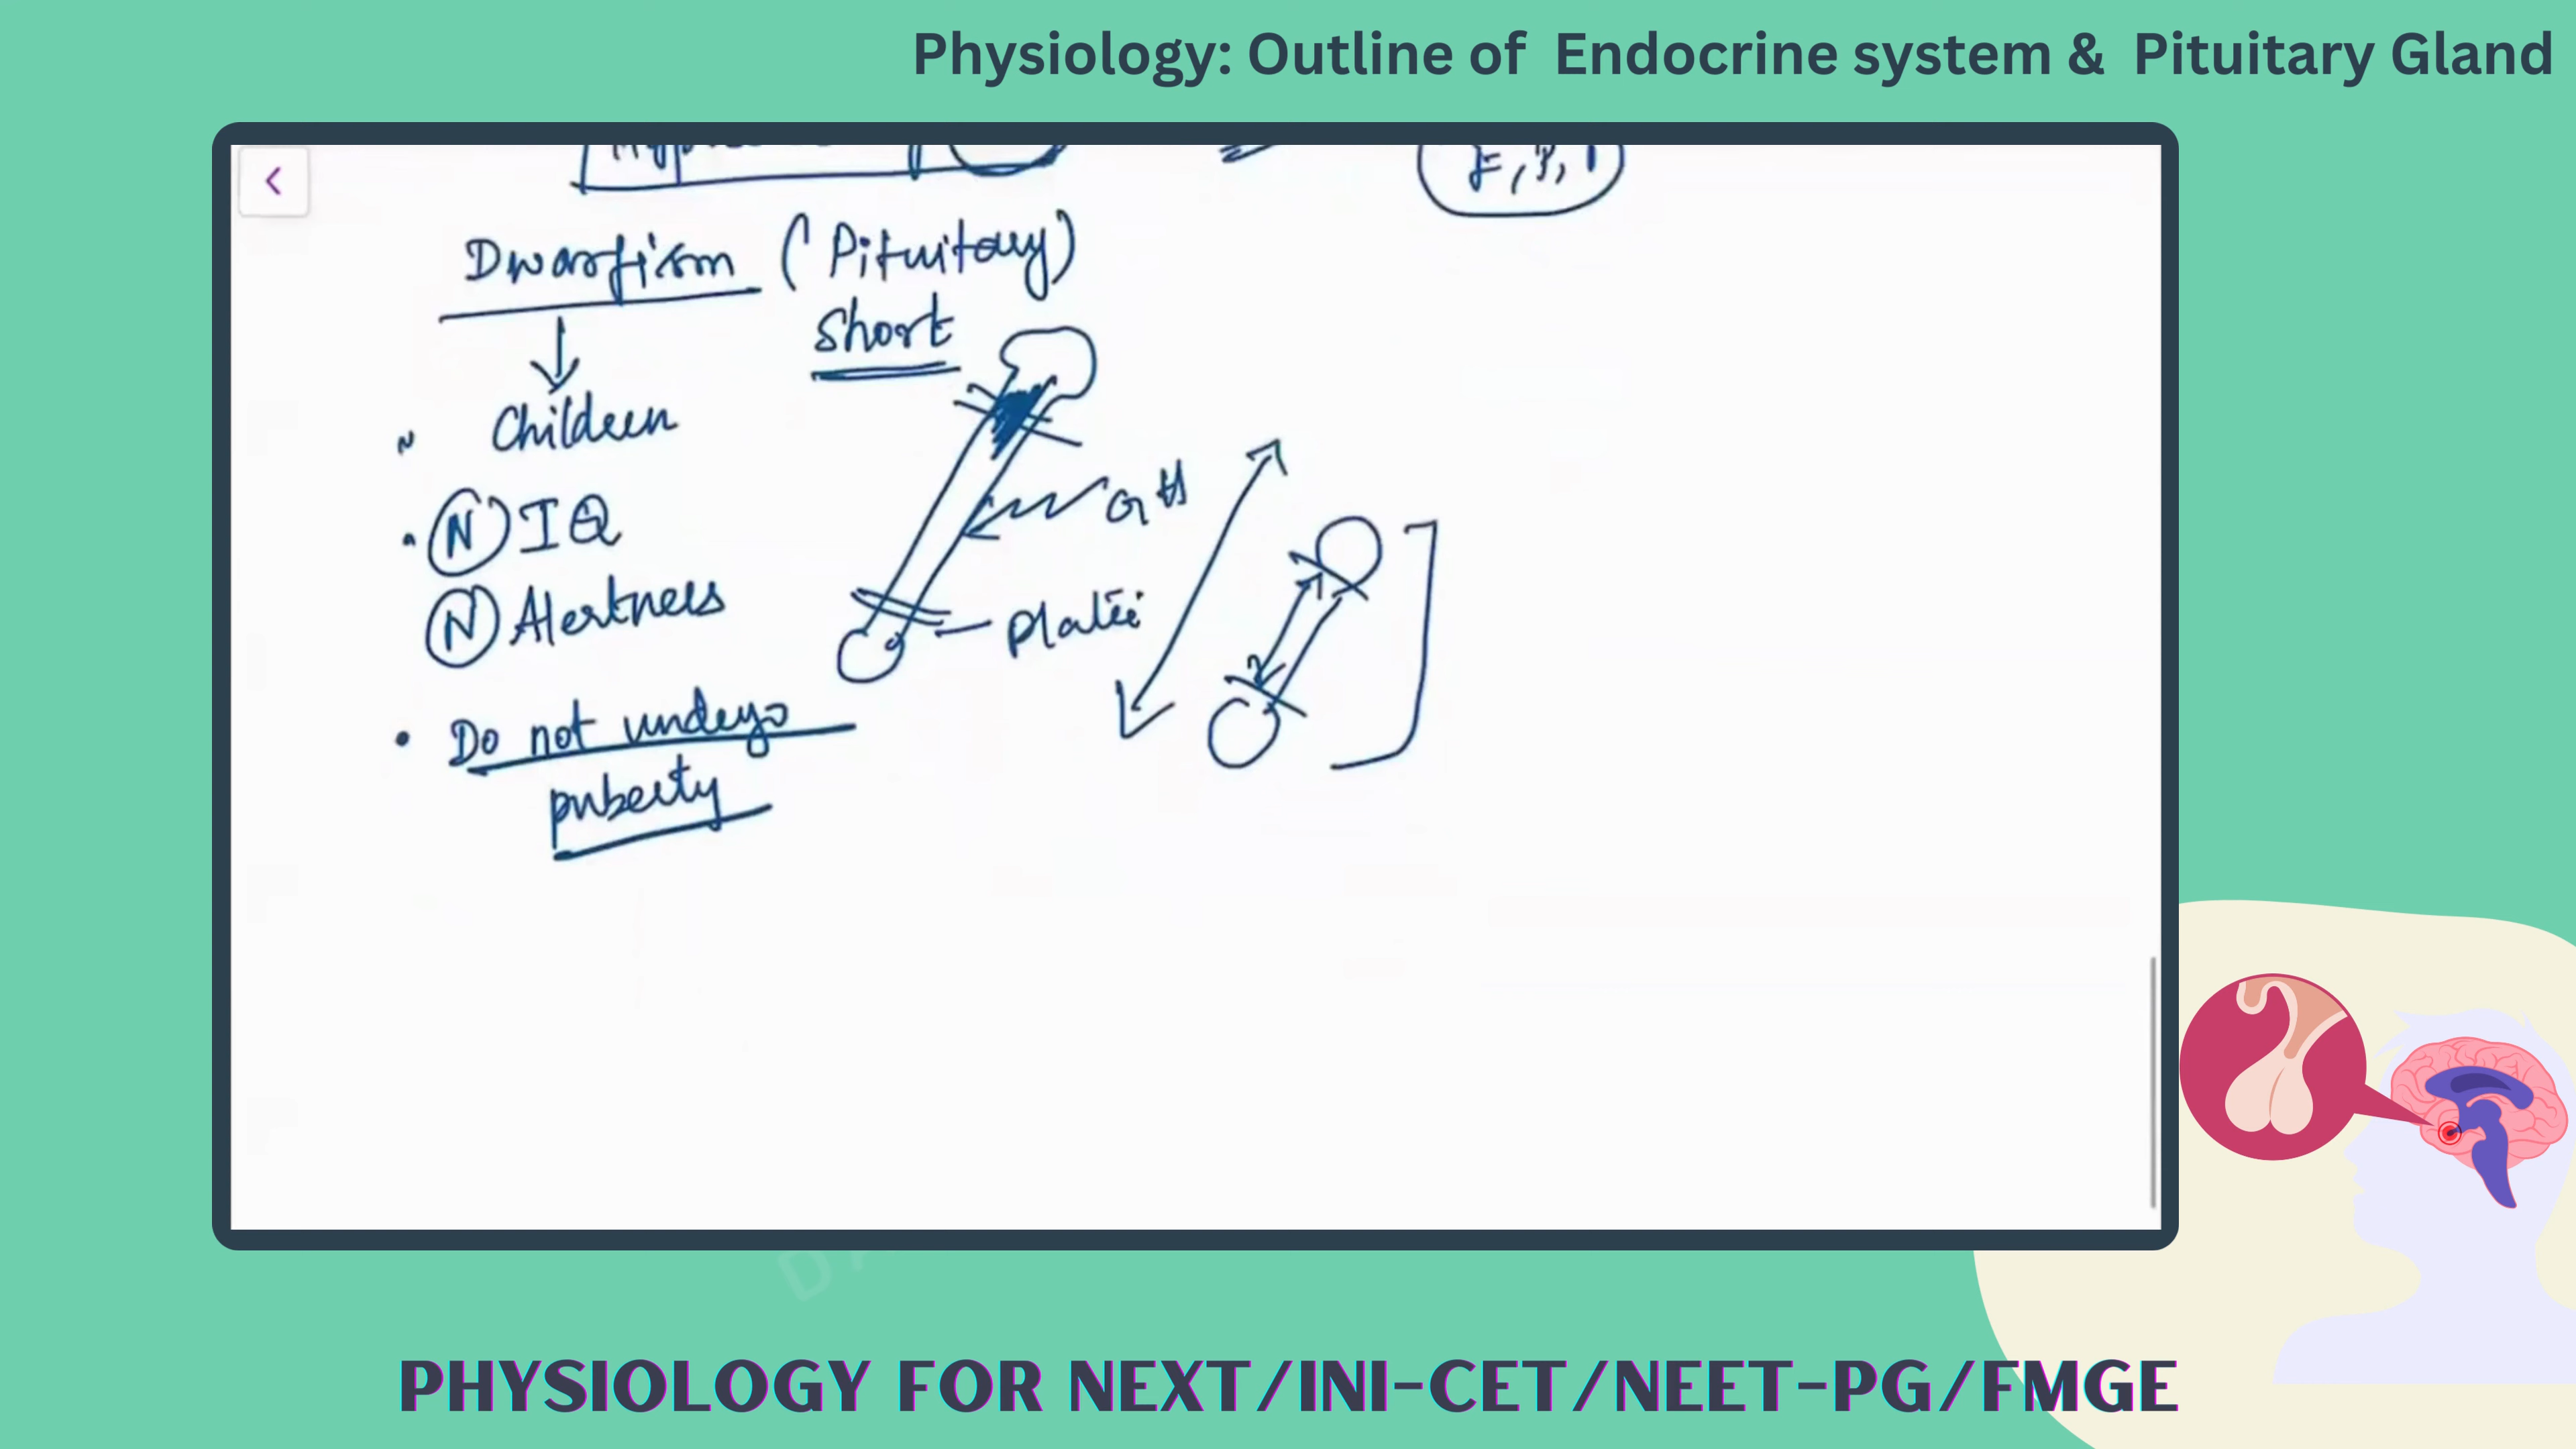 Physiology: Outline of Endocrine system & Pituitary Gland
F, P, I
Dwarfism (Pituitary)
Short
Children
N IQ
GH
N Alertness
Plate
Do not undergo
puberty
PHYSIOLOGY FOR NEXT/INI-CET/NEET-PG/FMGE